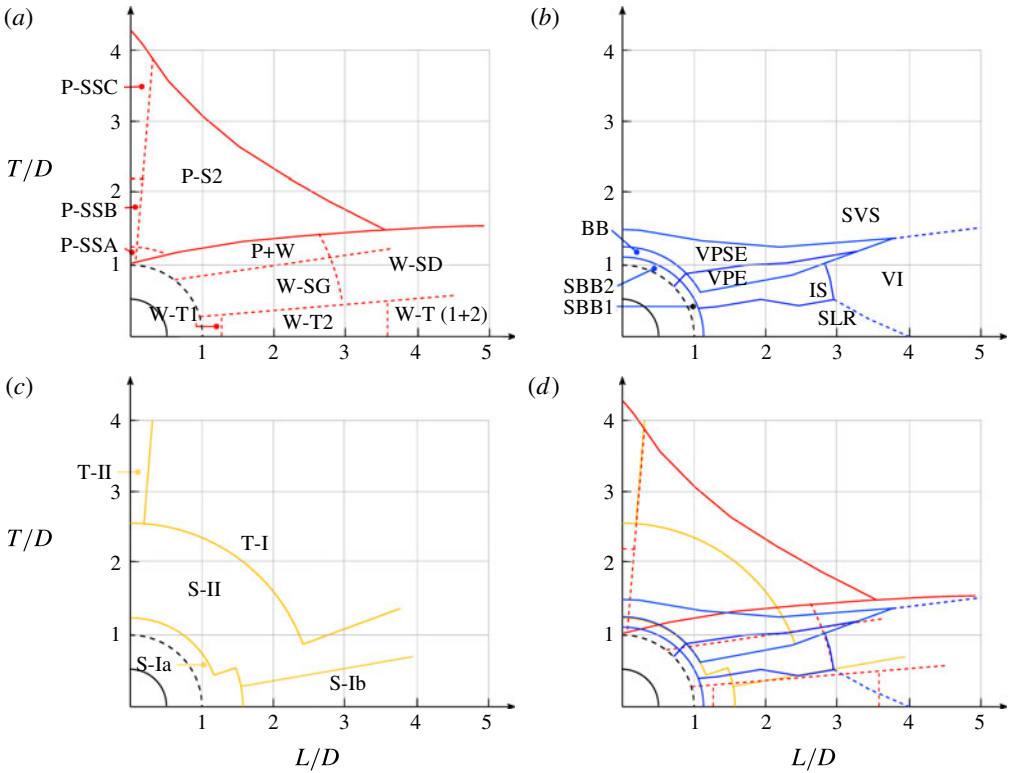 (a)
4
P-SSC
3
T/D
P-S2
2
P-SSB
P-SSA
P+W
W-SD
1
W-SG
W-T1
W-T2
W-T (1+2)
1 2 3 4 5
(b)
4
3
2
SVS
BB
VPSE
1
VPE
VI
SBB2
IS
SBB1
SLR
1 2 3 4 5
(c)
4
T-II
3
T/D
T-I
2
S-II
1
S-Ia
S-Ib
1 2 3 4 5
L/D
(d)
4
3
2
1
1 2 3 4 5
L/D